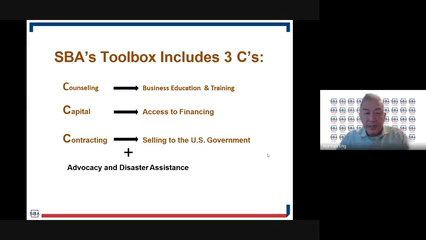 SBA's Toolbox Includes 3 C's:
Counseling Business Education & Training
Capital Access to Financing
Contracting Selling to the U.S. Government
+
Advocacy and Disaster Assistance
SBA